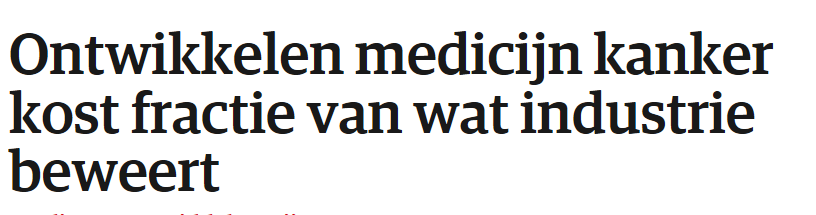 Ontwikkelen medicijn kanker
kost fractie van wat industrie
beweert